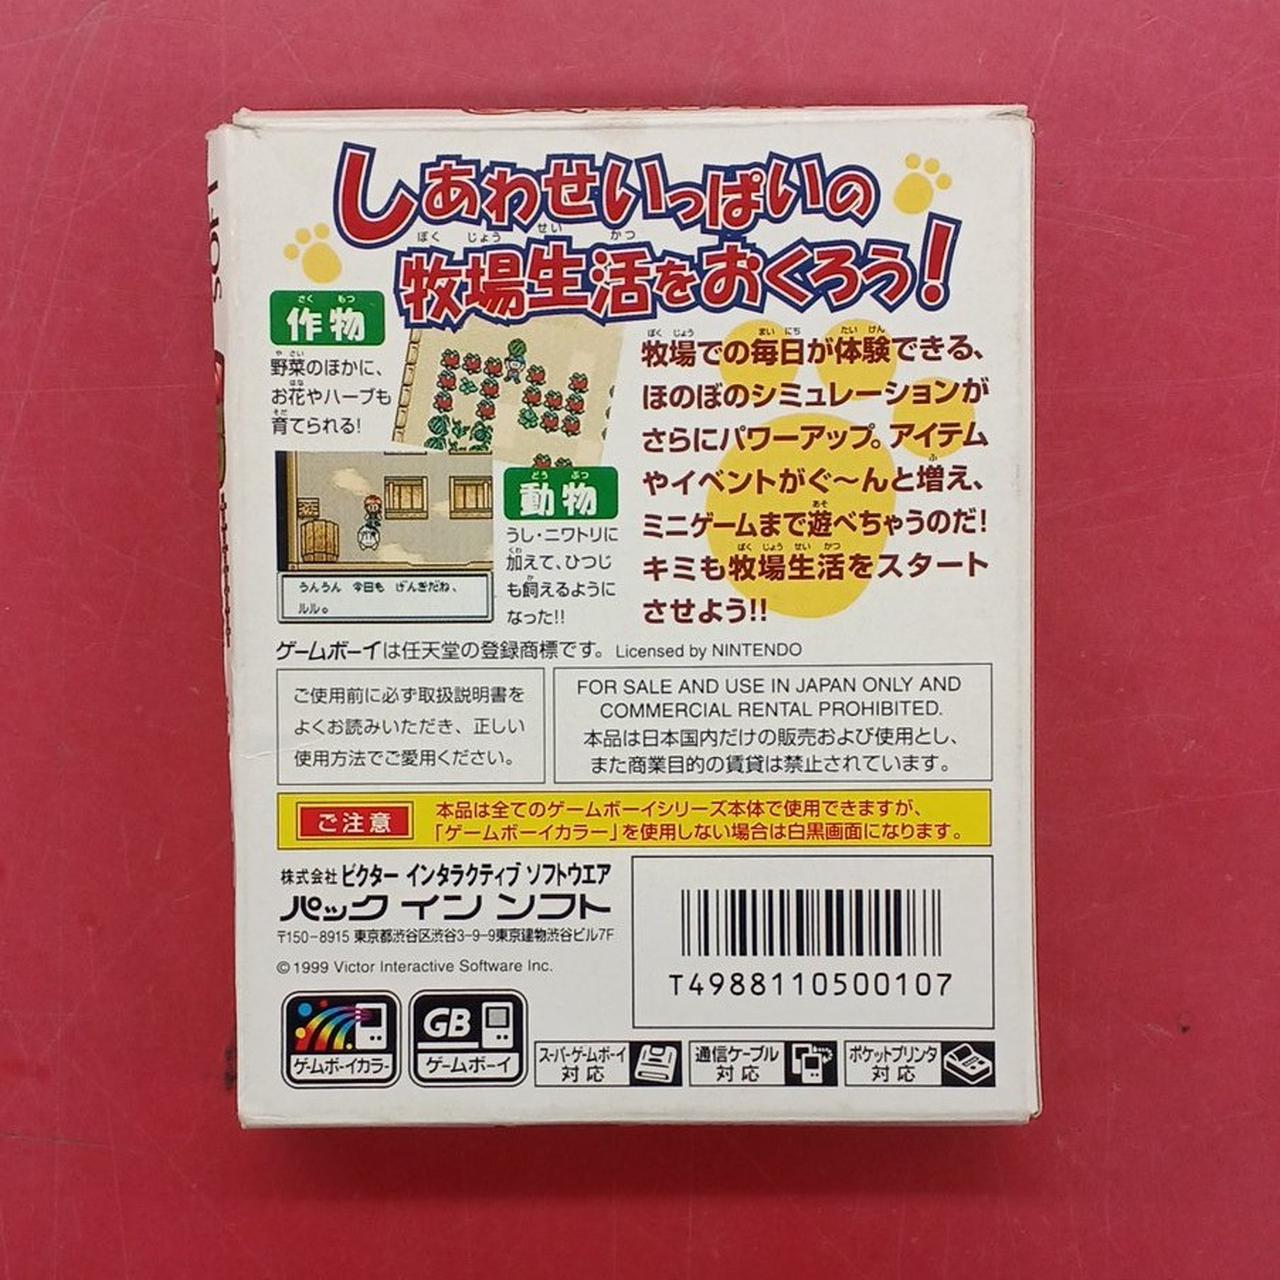 しあわせいっぱいの
牧場生活をおくろう!
ぼく じょう せい かつ
作物
さく もつ
野菜のほかに、
お花やハーブも
育てられる!
動物
どう ぶつ
うし・ニワトリに
加えて、ひつじ
も飼えるように
なった!!
うんうん 今日も げんきだね、
ルル。
牧場での毎日が体験できる、
ほのぼのシミュレーションが
さらにパワーアップ。アイテム
やイベントがぐ〜んと増え、
ミニゲームまで遊べちゃうのだ!
キミも牧場生活をスタート
させよう!!
ゲームボーイは任天堂の登録商標です。 Licensed by NINTENDO
ご使用前に必ず取扱説明書を
よくお読みいただき、正しい
使用方法でご愛用ください。
FOR SALE AND USE IN JAPAN ONLY AND
COMMERCIAL RENTAL PROHIBITED.
本品は日本国内だけの販売および使用とし、
また商業目的の賃貸は禁止されています。
ご注意
本品は全てのゲームボーイシリーズ本体で使用できますが、
「ゲームボーイカラー」を使用しない場合は白黒画面になります。
株式会社 ビクター インタラクティブ ソフトウエア
パック イン ソフト
〒150-8915 東京都渋谷区渋谷3-9-9東京建物渋谷ビル7F
© 1999 Victor Interactive Software Inc.
T4988110500107
ゲームボーイカラー
GB
ゲームボーイ
スーパーゲームボーイ
対応
通信ケーブル
対応
ポケットプリンタ
対応